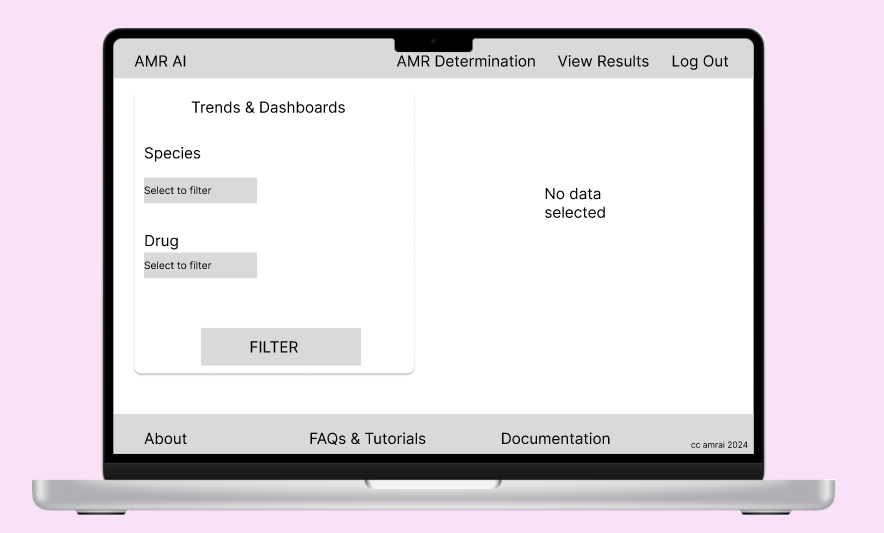 AMR AI
AMR Determination
View Results
Log Out
Trends & Dashboards
Species
Select to filter
Drug
Select to filter
FILTER
No data
selected
About
FAQs & Tutorials
Documentation
cc amrai 2024